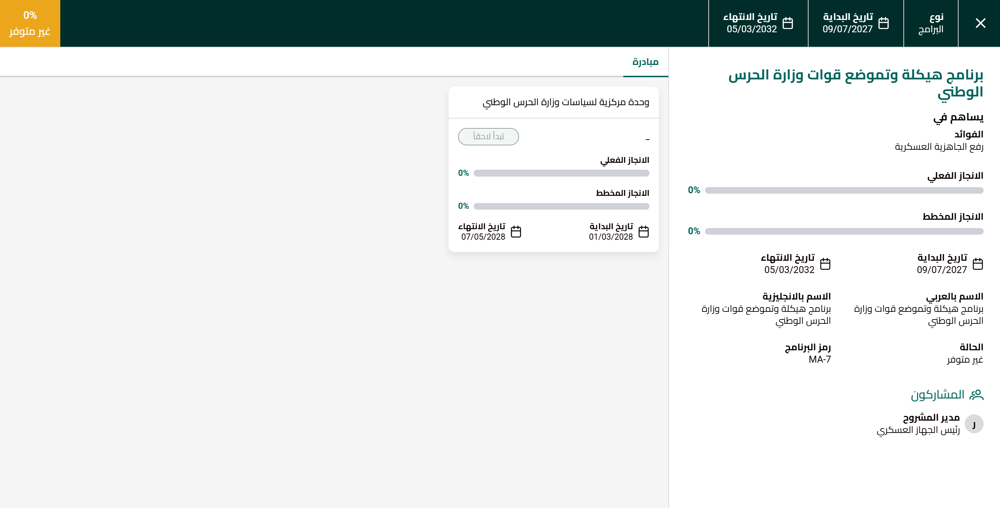 نوع
البرامج
تاريخ البداية
09/07/2027
تاريخ الانتهاء
05/03/2032
0%
غير متوفر
برنامج هيكلة وتموضع قوات وزارة الحرس
الوطني
يساهم في
الفوائد
رفع الجاهزية العسكرية
الانجاز الفعلي
0%
الانجاز المخطط
0%
تاريخ البداية
09/07/2027
تاريخ الانتهاء
05/03/2032
الاسم بالعربي
برنامج هيكلة وتموضع قوات وزارة
الحرس الوطني
الاسم بالانجليزية
برنامج هيكلة وتموضع قوات وزارة
الحرس الوطني
الحالة
غير متوفر
رمز البرنامج
MA-7
المشاركون
ر
مدير المشروح
رئيس الجهاز العسكري
مبادرة
وحدة مركزية لسياسات وزارة الحرس الوطني
–
تبدأ لاحقاً
الانجاز الفعلي
0%
الانجاز المخطط
0%
تاريخ البداية
01/03/2028
تاريخ الانتهاء
07/05/2028